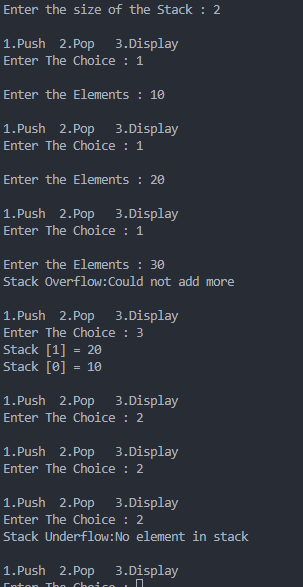 Enter the size of the Stack : 2
1.Push 2.Pop 3.Display
Enter The Choice : 1
Enter the Elements : 10
1.Push 2.Pop 3.Display
Enter The Choice : 1
Enter the Elements : 20
1.Push 2.Pop 3.Display
Enter The Choice : 1
Enter the Elements : 30
Stack Overflow:Could not add more
1.Push 2.Pop 3.Display
Enter The Choice : 3
Stack [1] = 20
Stack [0] = 10
1.Push 2.Pop 3.Display
Enter The Choice : 2
1.Push 2.Pop 3.Display
Enter The Choice : 2
1.Push 2.Pop 3.Display
Enter The Choice : 2
Stack Underflow:No element in stack
1.Push 2.Pop 3.Display
Enter The Choice :